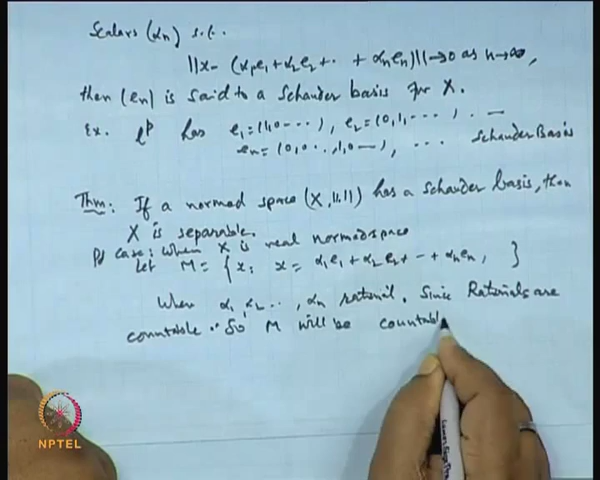 Scalars (αn) s.t.
||x - (α1e1 + α2e2 + ·· + αnen)|| → 0 as n→∞,
then (en) is said to a Schauder basis for X.
Ex. l^p has e1 = (1,0 - - -), e2 = (0,1, - - -) . —
en = (0,0··,1,0 —), ... Schauder Basis
Thm: If a normed space (X, ||.||) has a Schauder basis, then
X is separable.
Pf case: When X is real normed space
Let M = { x; x = α1e1 + α2e2 + ·- + αnen, }
When α1, α2 ··, αn rational. Since Rationals are
countable. So M will be countabl
NPTEL